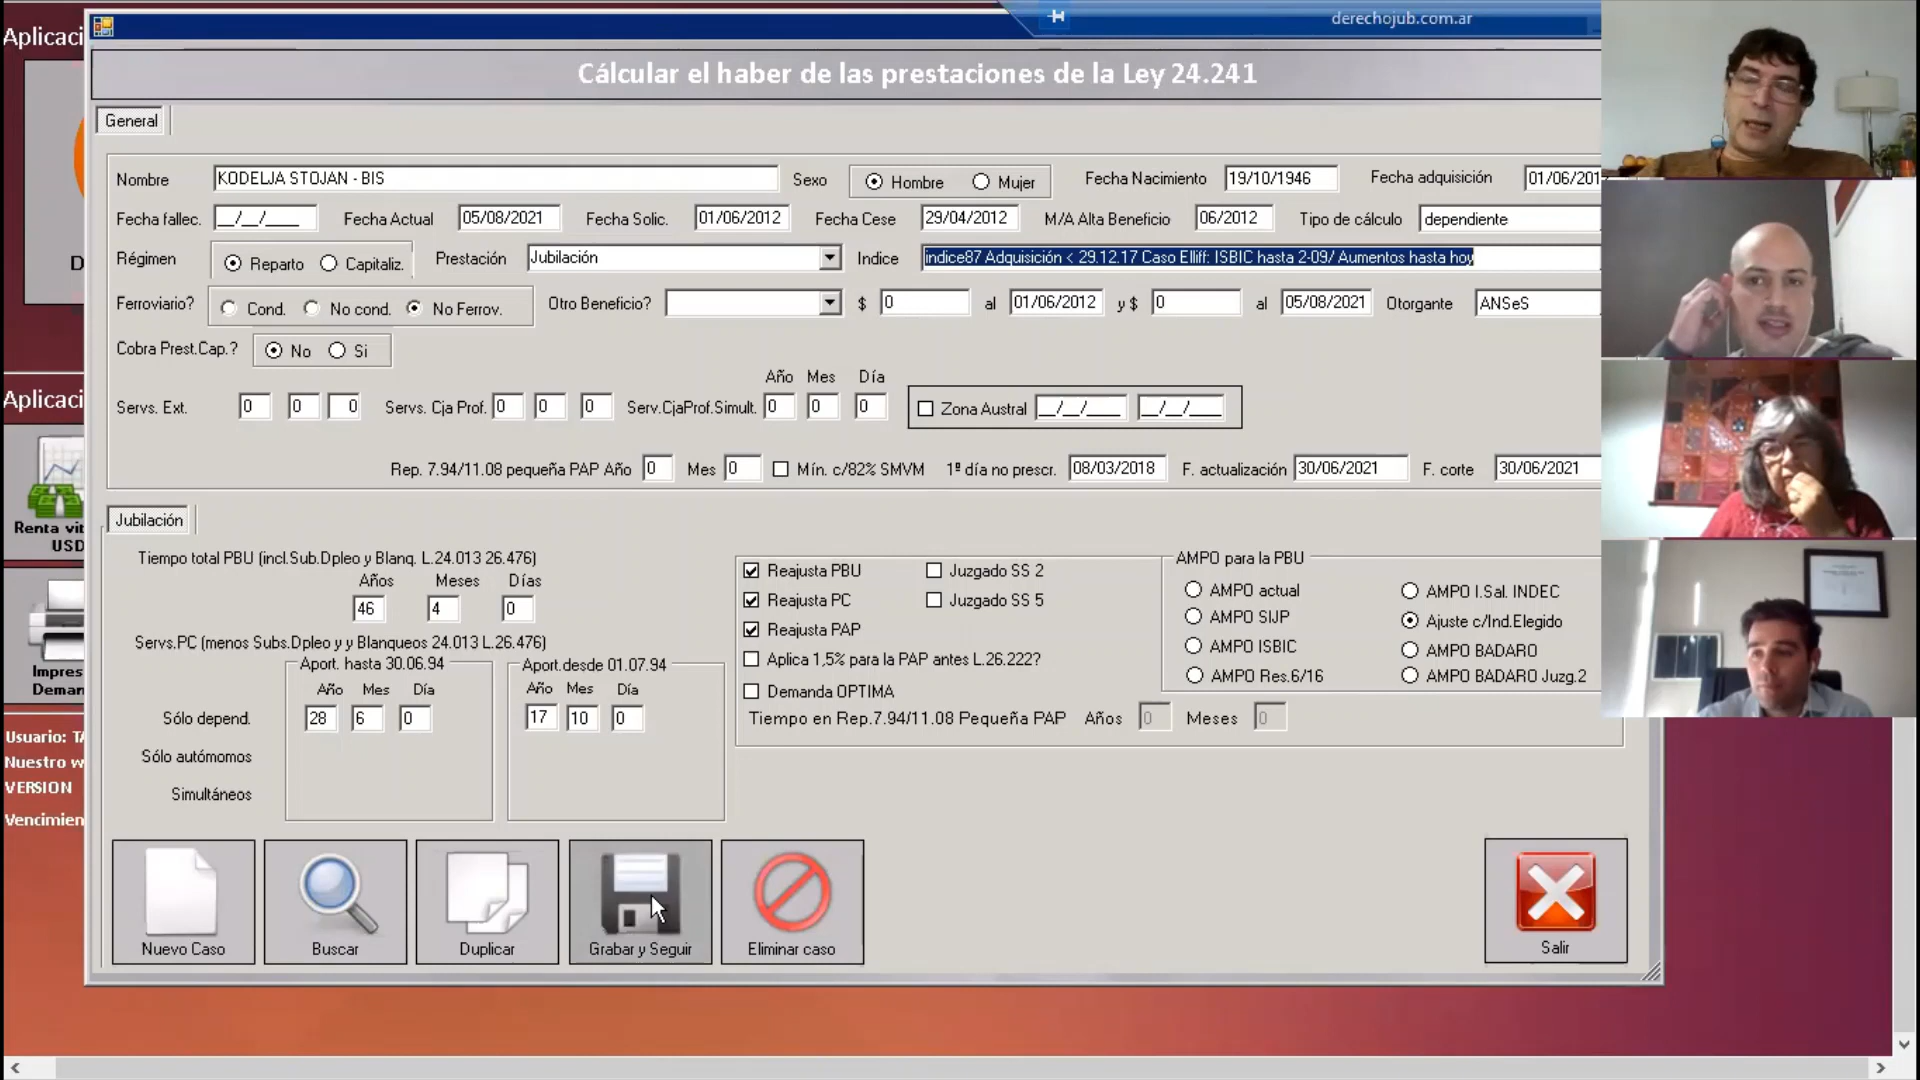 derechojub.com.ar
Aplicaci
Cálcular el haber de las prestaciones de la Ley 24.241
General
Nombre KODELJA STOJAN - BIS Sexo Hombre Mujer Fecha Nacimiento 19/10/1946 Fecha adquisición 01/06/201
Fecha fallec. __/__/____ Fecha Actual 05/08/2021 Fecha Solic. 01/06/2012 Fecha Cese 29/04/2012 M/A Alta Beneficio 06/2012 Tipo de cálculo dependiente
Régimen Reparto Capitaliz. Prestación Jubilación Indice indice87 Adquisición < 29.12.17 Caso Elliff: ISBIC hasta 2-09/ Aumentos hasta hoy
Ferroviario? Cond. No cond. No Ferrov. Otro Beneficio? $ 0 al 01/06/2012 y $ 0 al 05/08/2021 Otorgante ANSeS
Cobra Prest.Cap.? No Si
Año Mes Día
Servs. Ext. 0 0 0 Servs. Cja Prof. 0 0 0 Serv.CjaProf.Simult. 0 0 0 Zona Austral __/__/____ __/__/____
Rep. 7.94/11.08 pequeña PAP Año 0 Mes 0 Mín. c/82% SMVM 1º día no prescr. 08/03/2018 F. actualización 30/06/2021 F. corte 30/06/2021
Jubilación
Tiempo total PBU (incl.Sub.Dpleo y Blanq. L.24.013 26.476)
Años Meses Días
46 4 0
Servs.PC (menos Subs.Dpleo y y Blanqueos 24.013 L.26.476)
Aport. hasta 30.06.94 Aport.desde 01.07.94
Año Mes Día Año Mes Día
Sólo depend. 28 6 0 17 10 0
Sólo autómomos
Simultáneos
Reajusta PBU Juzgado SS 2
Reajusta PC Juzgado SS 5
Reajusta PAP
Aplica 1,5% para la PAP antes L.26.222?
Demanda OPTIMA
Tiempo en Rep.7.94/11.08 Pequeña PAP Años 0 Meses 0
AMPO para la PBU
AMPO actual AMPO I.Sal. INDEC
AMPO SIJP Ajuste c/Ind.Elegido
AMPO ISBIC AMPO BADARO
AMPO Res.6/16 AMPO BADARO Juzg.2
Nuevo Caso Buscar Duplicar Grabar y Seguir Eliminar caso Salir
D
Aplicaci
Renta vit
USD
Impres
Deman
Usuario: TA
Nuestro w
VERSION
Vencimien